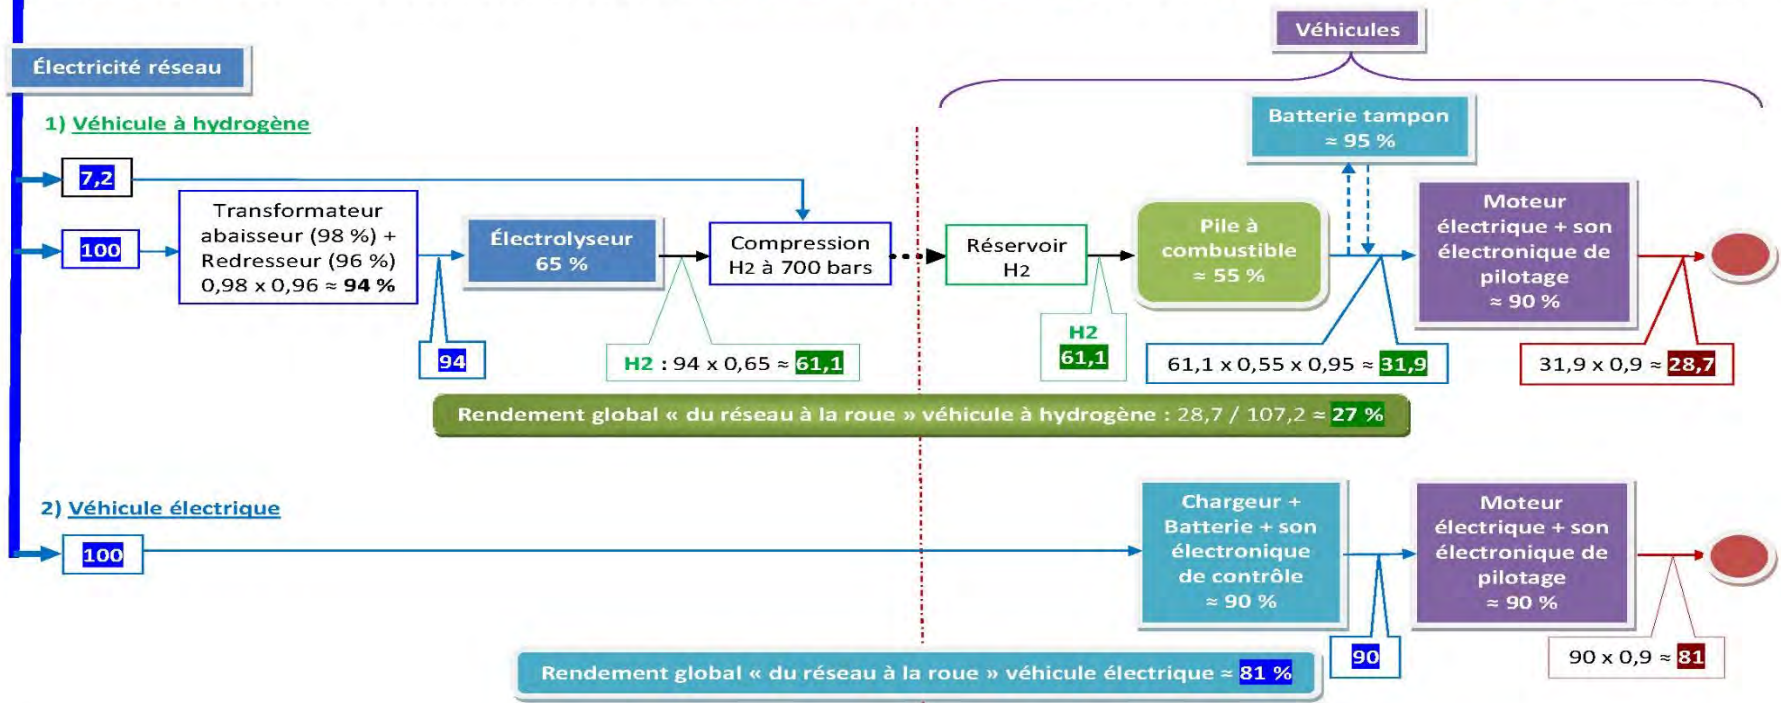 Véhicules
Électricité réseau
1) Véhicule à hydrogène
Batterie tampon
≈ 95 %
7,2
100
Transformateur
abaisseur (98 %) +
Redresseur (96 %)
0,98 x 0,96 ≈ 94 %
Électrolyseur
65 %
Compression
H2 à 700 bars
Réservoir
H2
Pile à
combustible
≈ 55 %
Moteur
électrique + son
électronique de
pilotage
≈ 90 %
94
H2 : 94 x 0,65 ≈ 61,1
H2
61,1
61,1 x 0,55 x 0,95 ≈ 31,9
31,9 x 0,9 ≈ 28,7
Rendement global « du réseau à la roue » véhicule à hydrogène : 28,7 / 107,2 ≈ 27 %
2) Véhicule électrique
100
Chargeur +
Batterie + son
électronique
de contrôle
≈ 90 %
Moteur
électrique + son
électronique de
pilotage
≈ 90 %
90
90 x 0,9 ≈ 81
Rendement global « du réseau à la roue » véhicule électrique ≈ 81 %